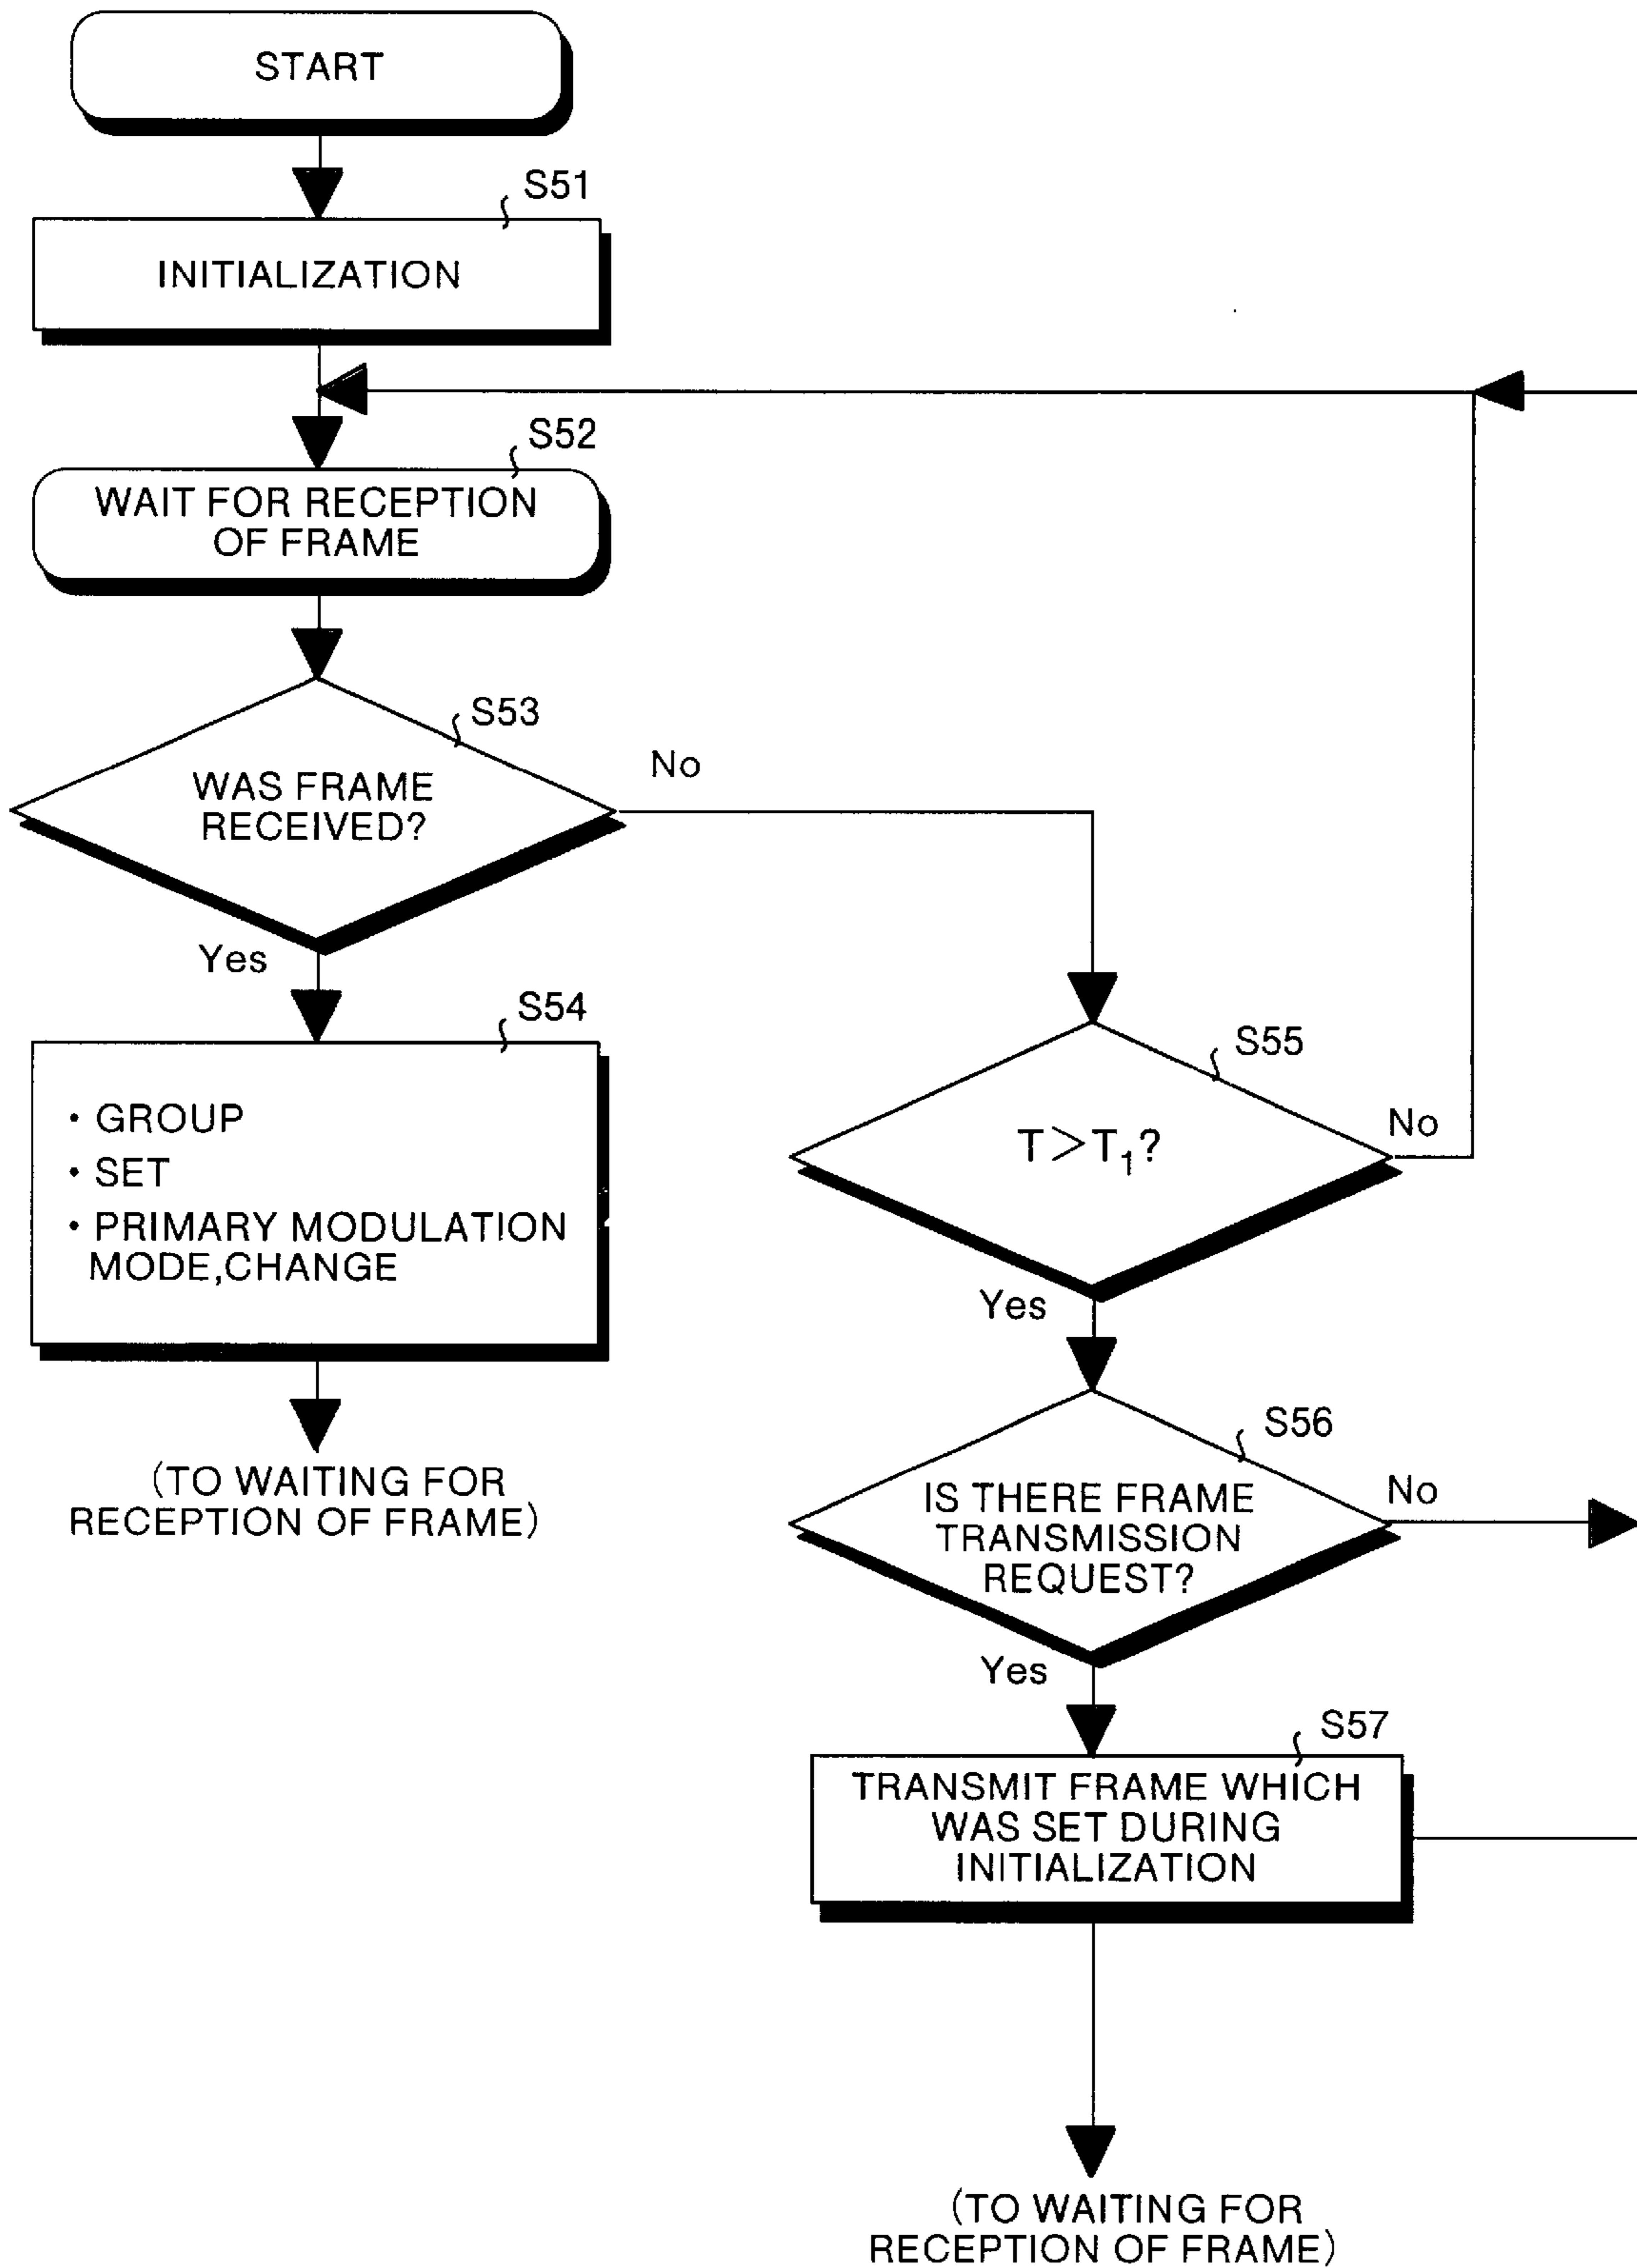 START
S51
INITIALIZATION
S52
WAIT FOR RECEPTION
OF FRAME
S53
WAS FRAME
RECEIVED?
No
Yes
S54
• GROUP
• SET
• PRIMARY MODULATION
MODE,CHANGE
(TO WAITING FOR
RECEPTION OF FRAME)
S55
T>T₁?
No
Yes
S56
IS THERE FRAME
TRANSMISSION
REQUEST?
No
Yes
S57
TRANSMIT FRAME WHICH
WAS SET DURING
INITIALIZATION
(TO WAITING FOR
RECEPTION OF FRAME)